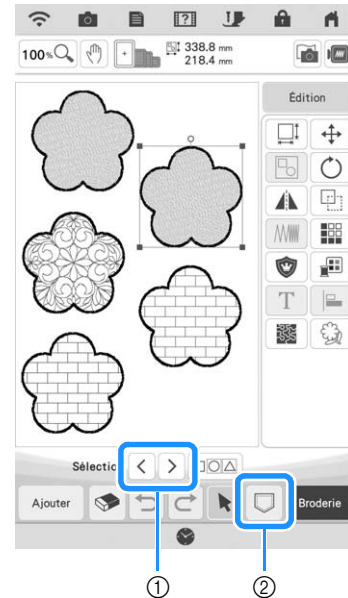 100 %
338.8 mm
218.4 mm
Édition
T
Sélectio
Ajouter
Broderie
① ②